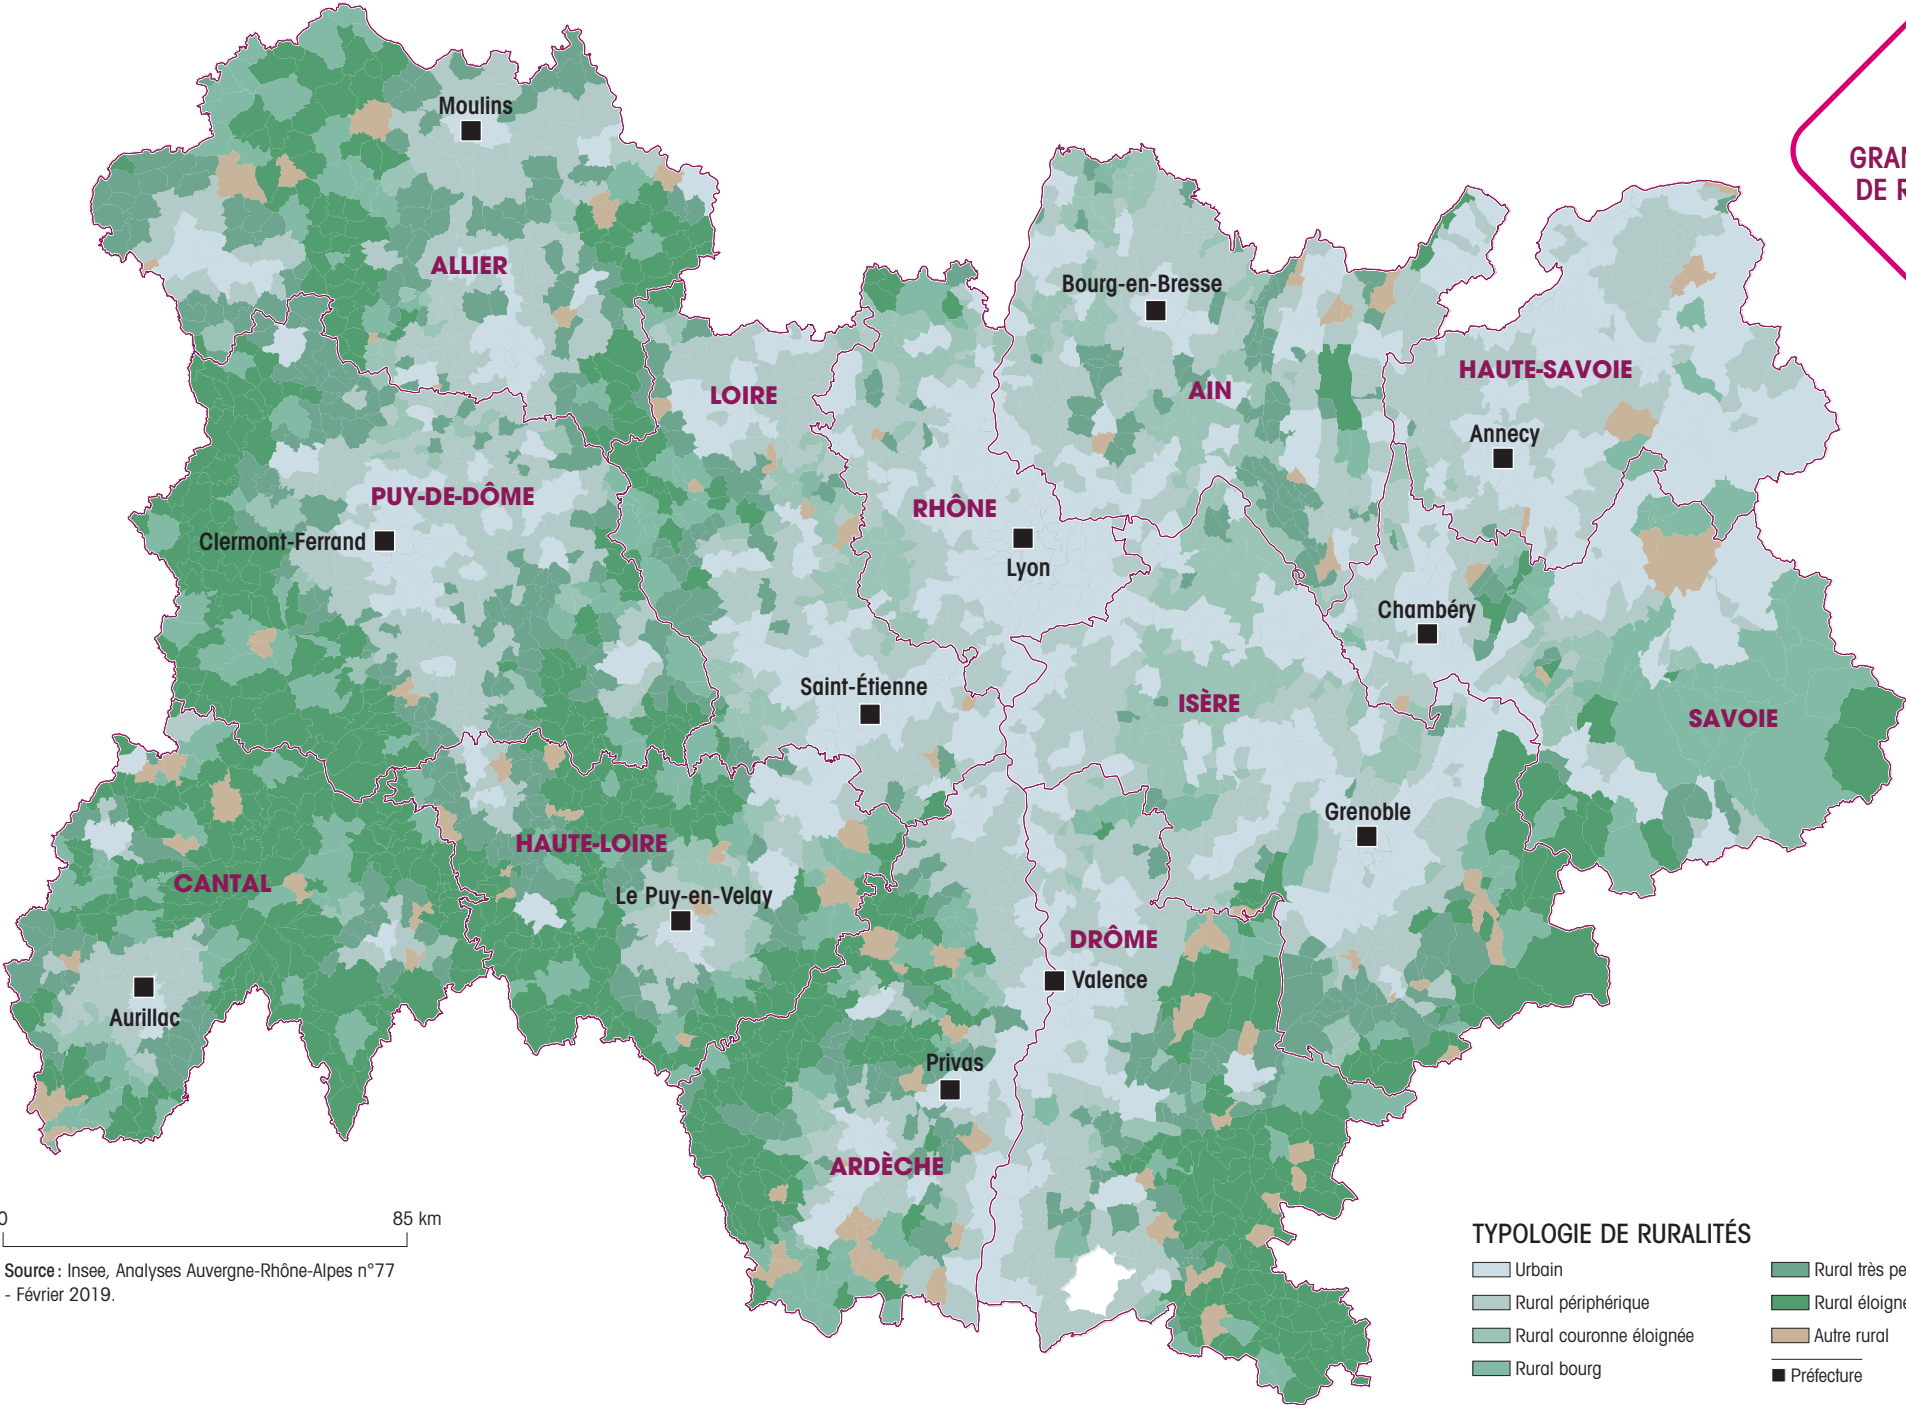 GRAN
DE R
Moulins
ALLIER
Bourg-en-Bresse
LOIRE
AIN
HAUTE-SAVOIE
Annecy
PUY-DE-DÔME
Clermont-Ferrand
RHÔNE
Lyon
Chambéry
Saint-Étienne
ISÈRE
SAVOIE
Grenoble
HAUTE-LOIRE
CANTAL
Le Puy-en-Velay
DRÔME
Valence
Aurillac
Privas
ARDÈCHE
0 85 km
Source : Insee, Analyses Auvergne-Rhône-Alpes n°77
- Février 2019.
TYPOLOGIE DE RURALITÉS
Urbain
Rural périphérique
Rural couronne éloignée
Rural bourg
Rural très pe
Rural éloigné
Autre rural
Préfecture